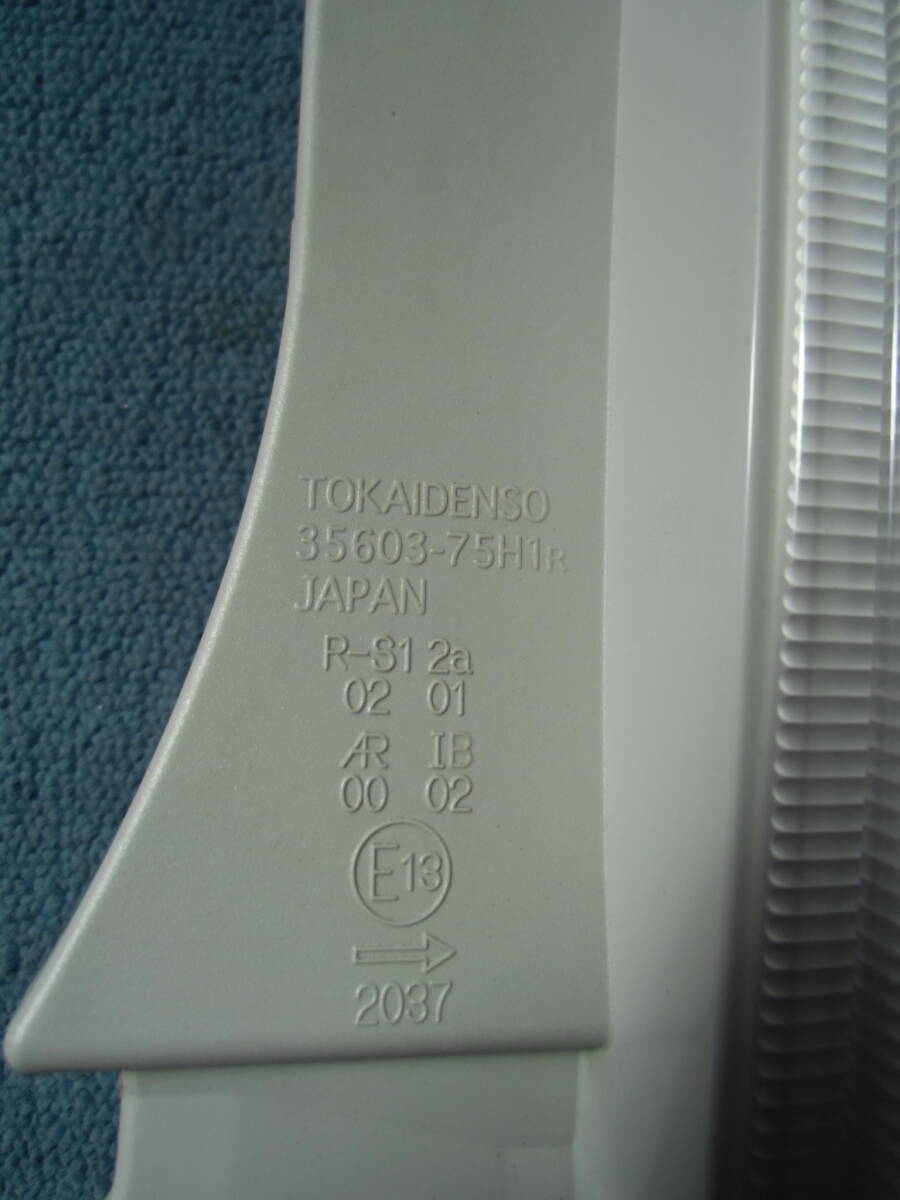 TOKAIDENSO
35603-75H1R
JAPAN
R-S1 2a
02 01
AR IB
00 02
E13
2037